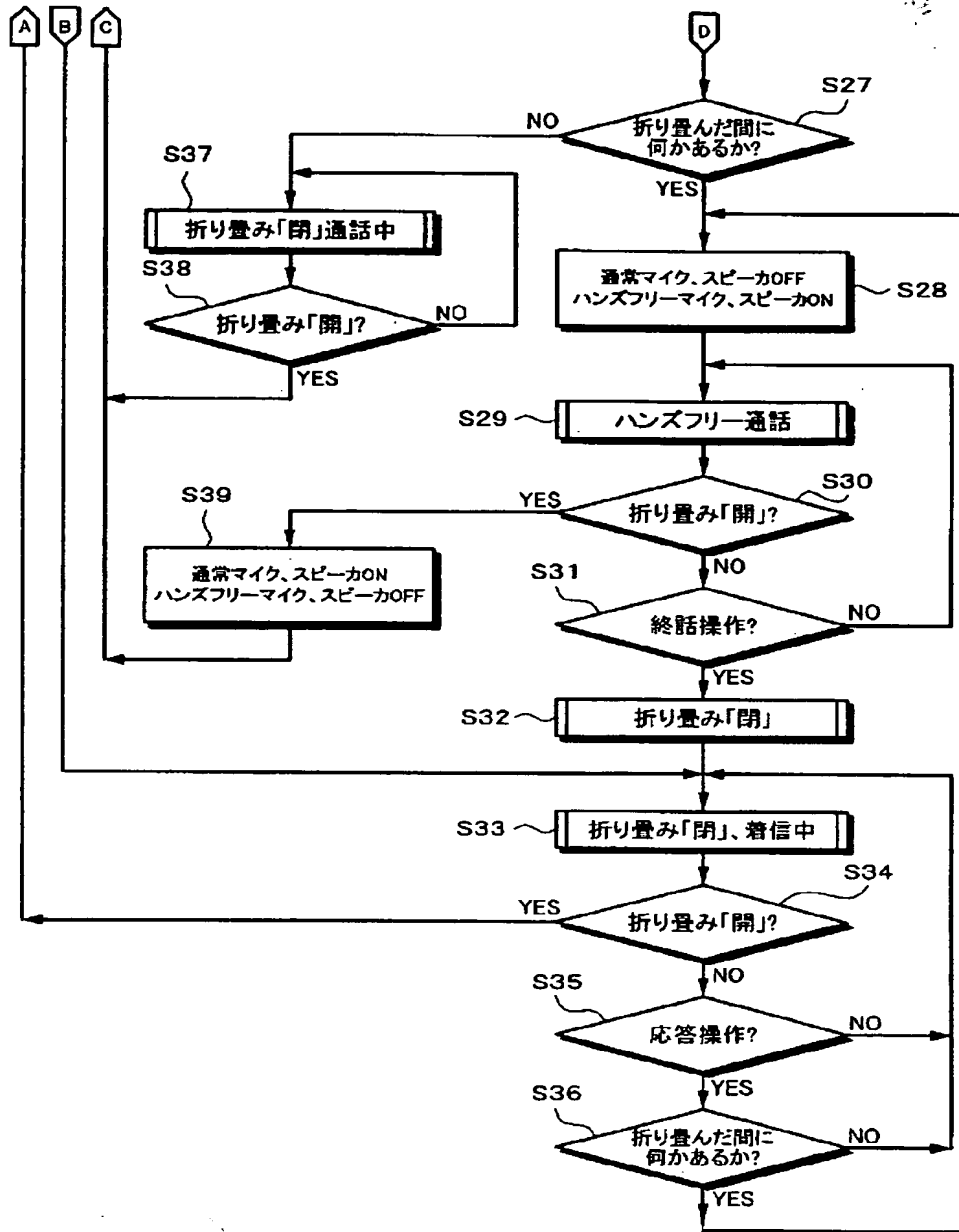 A
B
C
D
S27
折り畳んだ間に
何かあるか?
NO
YES
S37
折り畳み「閉」通話中
S38
折り畳み「開」?
NO
YES
通常マイク、スピーカOFF
ハンズフリーマイク、スピーカON
S28
S29
ハンズフリー通話
S30
折り畳み「開」?
YES
NO
S39
通常マイク、スピーカON
ハンズフリーマイク、スピーカOFF
S31
終話操作?
NO
YES
S32
折り畳み「閉」
S33
折り畳み「閉」、着信中
S34
折り畳み「開」?
YES
NO
S35
応答操作?
NO
YES
S36
折り畳んだ間に
何かあるか?
NO
YES